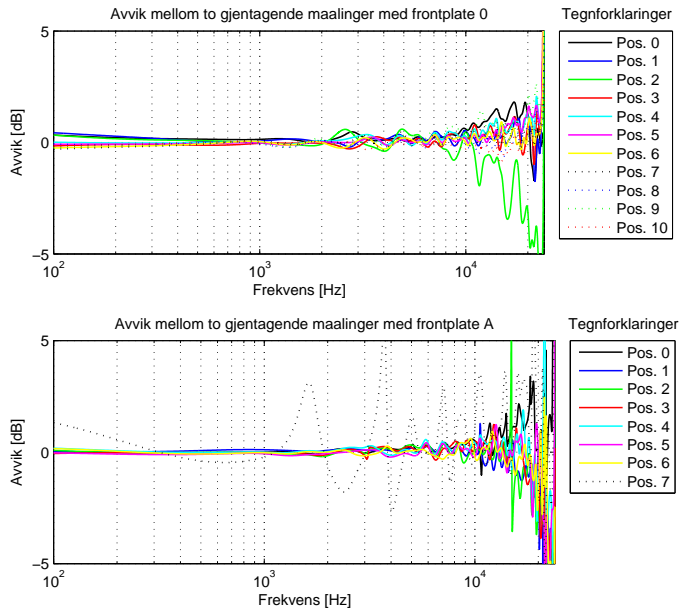 Avvik mellom to gjentagende maalinger med frontplate 0
Tegnforklaringer
5
0
−5
Avvik [dB]
10^2
10^3
10^4
Frekvens [Hz]
Pos. 0
Pos. 1
Pos. 2
Pos. 3
Pos. 4
Pos. 5
Pos. 6
Pos. 7
Pos. 8
Pos. 9
Pos. 10
Avvik mellom to gjentagende maalinger med frontplate A
Tegnforklaringer
5
0
−5
Avvik [dB]
10^2
10^3
10^4
Frekvens [Hz]
Pos. 0
Pos. 1
Pos. 2
Pos. 3
Pos. 4
Pos. 5
Pos. 6
Pos. 7